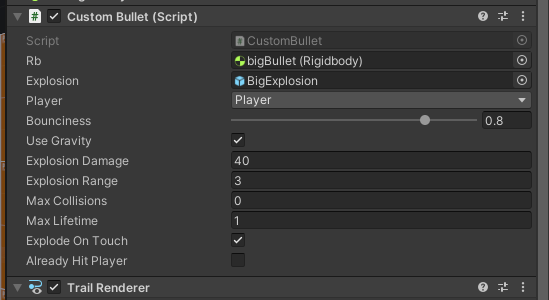 Custom Bullet (Script)
Script CustomBullet
Rb bigBullet (Rigidbody)
Explosion BigExplosion
Player Player
Bounciness 0.8
Use Gravity
Explosion Damage 40
Explosion Range 3
Max Collisions 0
Max Lifetime 1
Explode On Touch
Already Hit Player
Trail Renderer